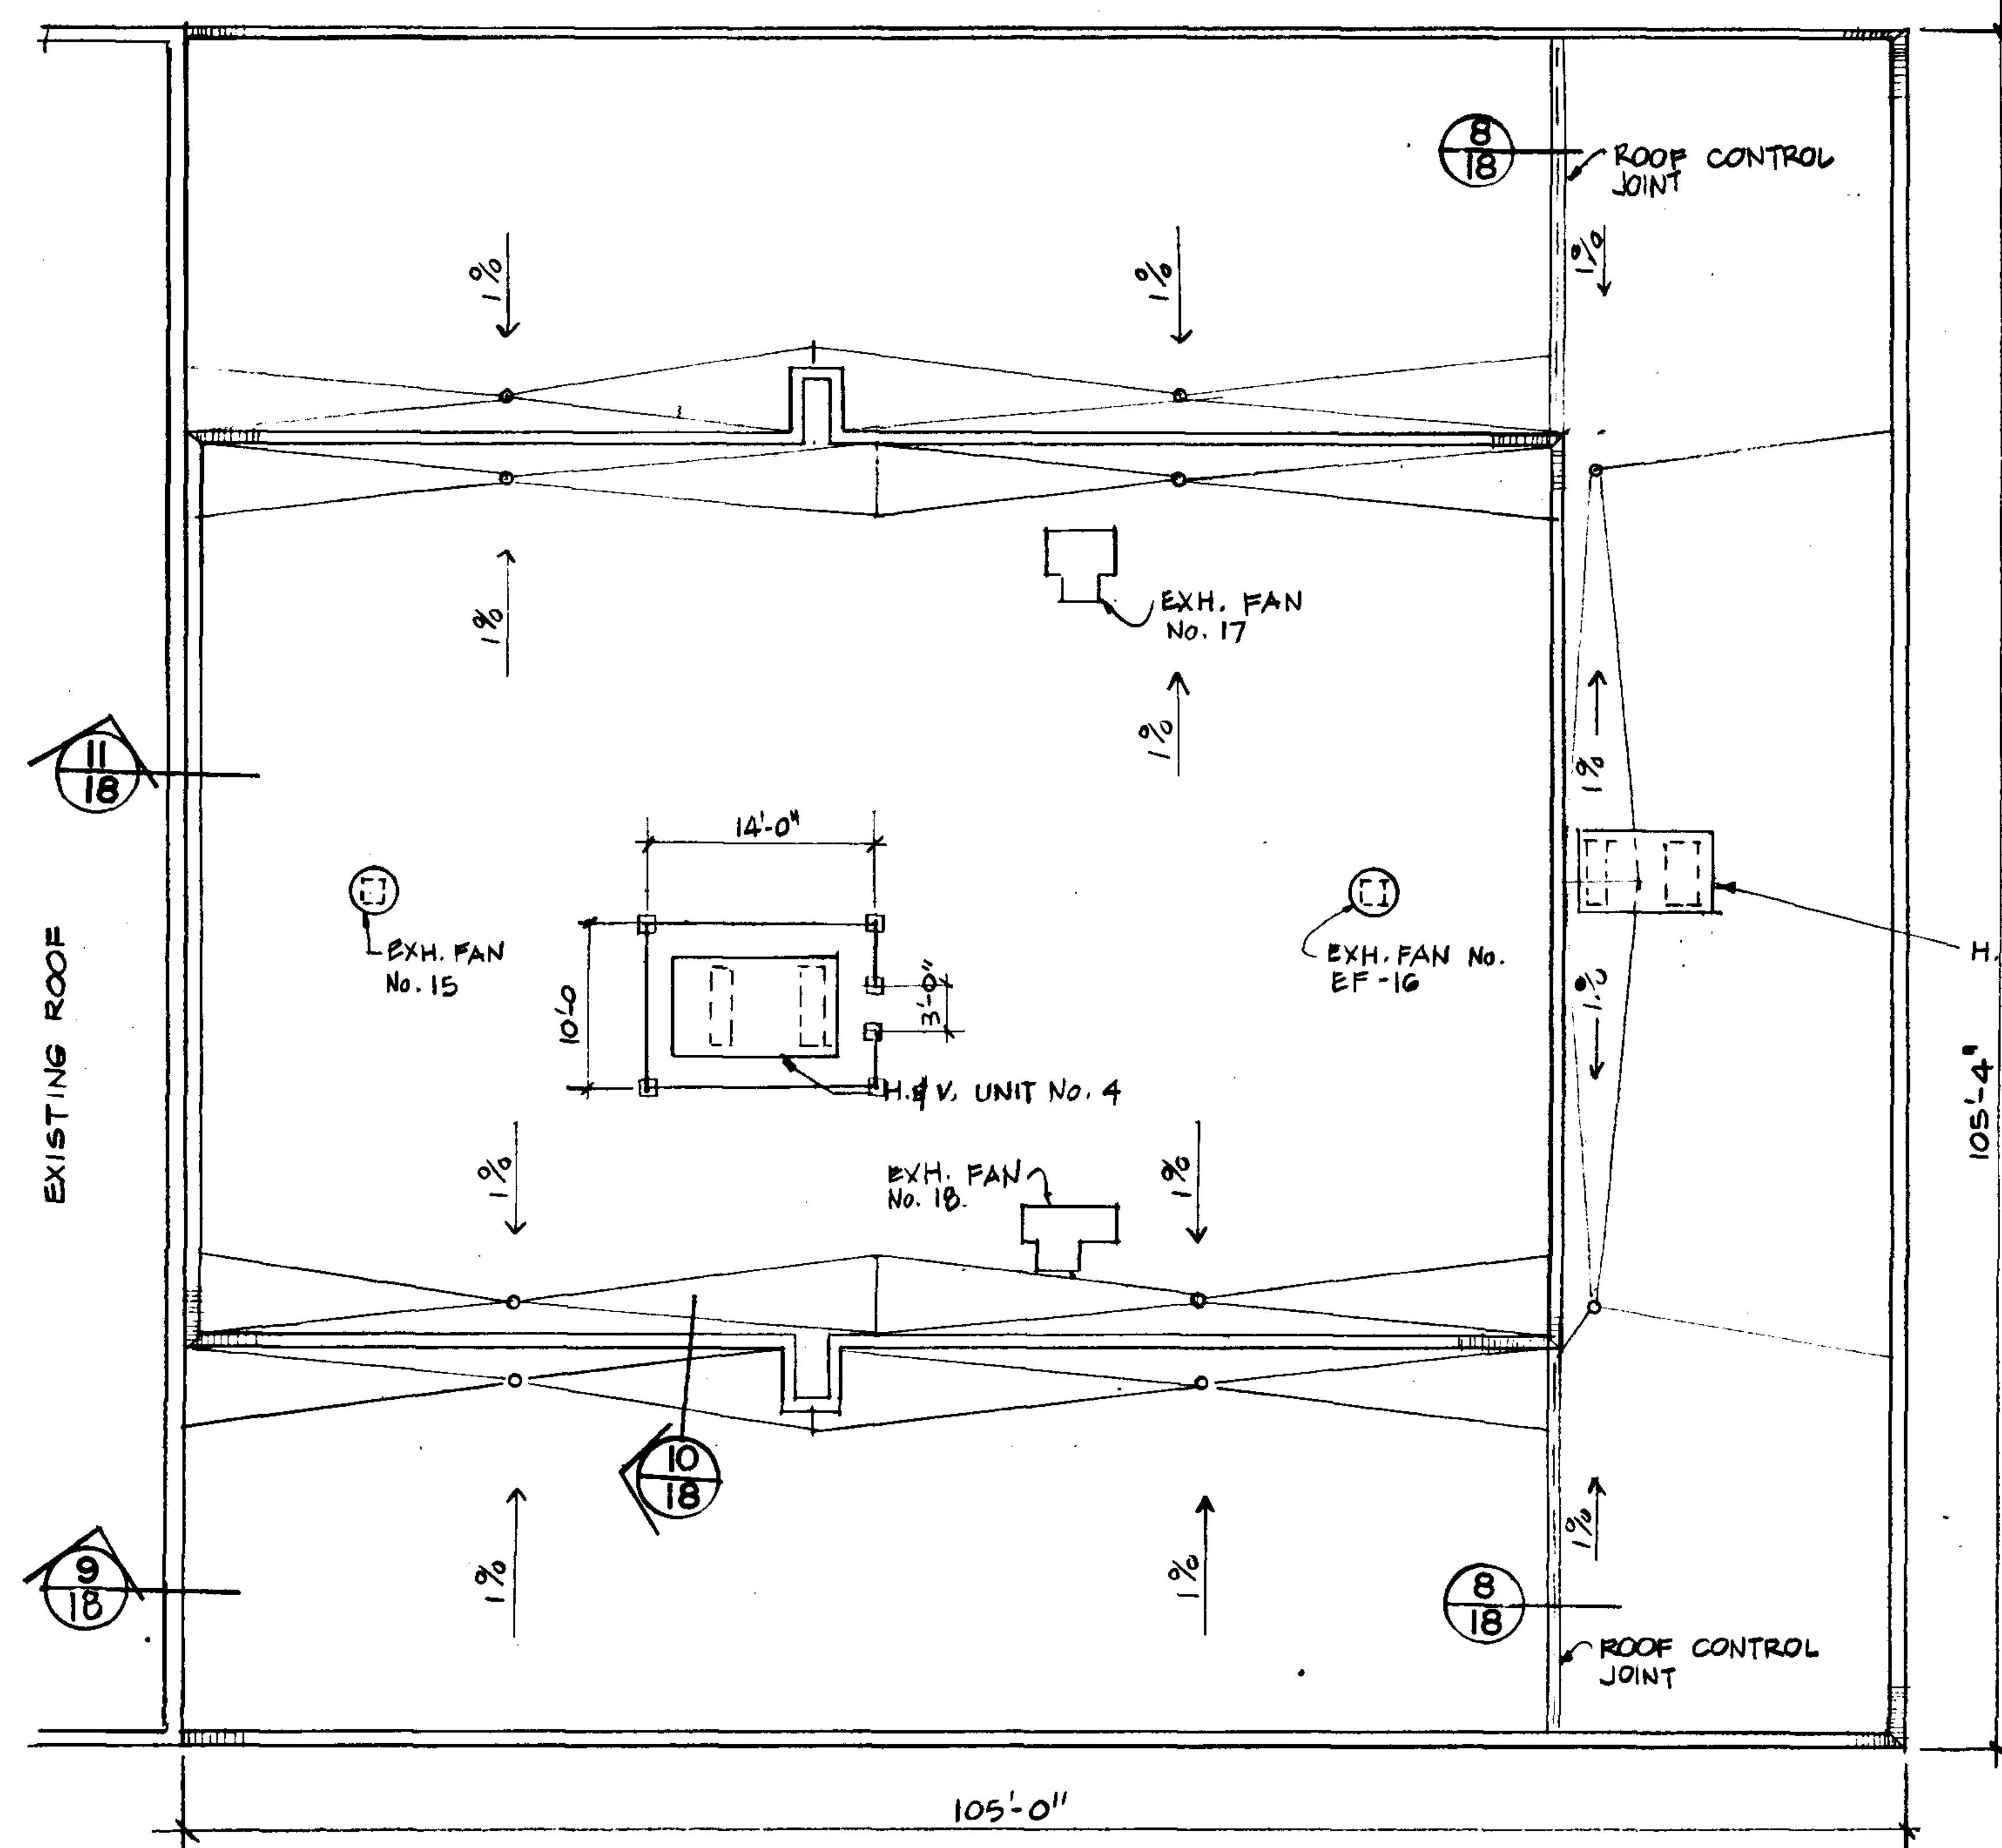 8
18
ROOF CONTROL
JOINT
1%
1%
1%
EXH. FAN
No. 17
1%
1%
1%
11
18
14'-0"
EXH. FAN
No. 15
10'-0
3'-0"
EXH. FAN No.
EF-16
H.
H.& V. UNIT No. 4
1%
EXISTING ROOF
105'-4"
1%
1%
EXH. FAN
No. 18.
10
18
9
18
1%
1%
1%
8
18
ROOF CONTROL
JOINT
105'-0"